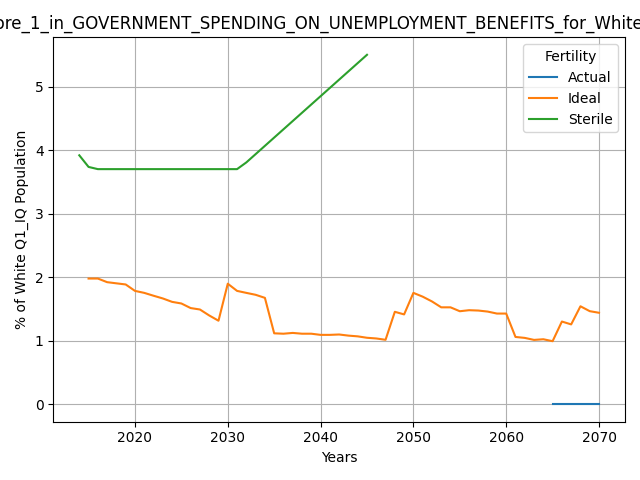 ore_1_in_GOVERNMENT_SPENDING_ON_UNEMPLOYMENT_BENEFITS_for_White
Fertility
Actual
Ideal
Sterile
% of White Q1_IQ Population
5
4
3
2
1
0
2020 2030 2040 2050 2060 2070
Years